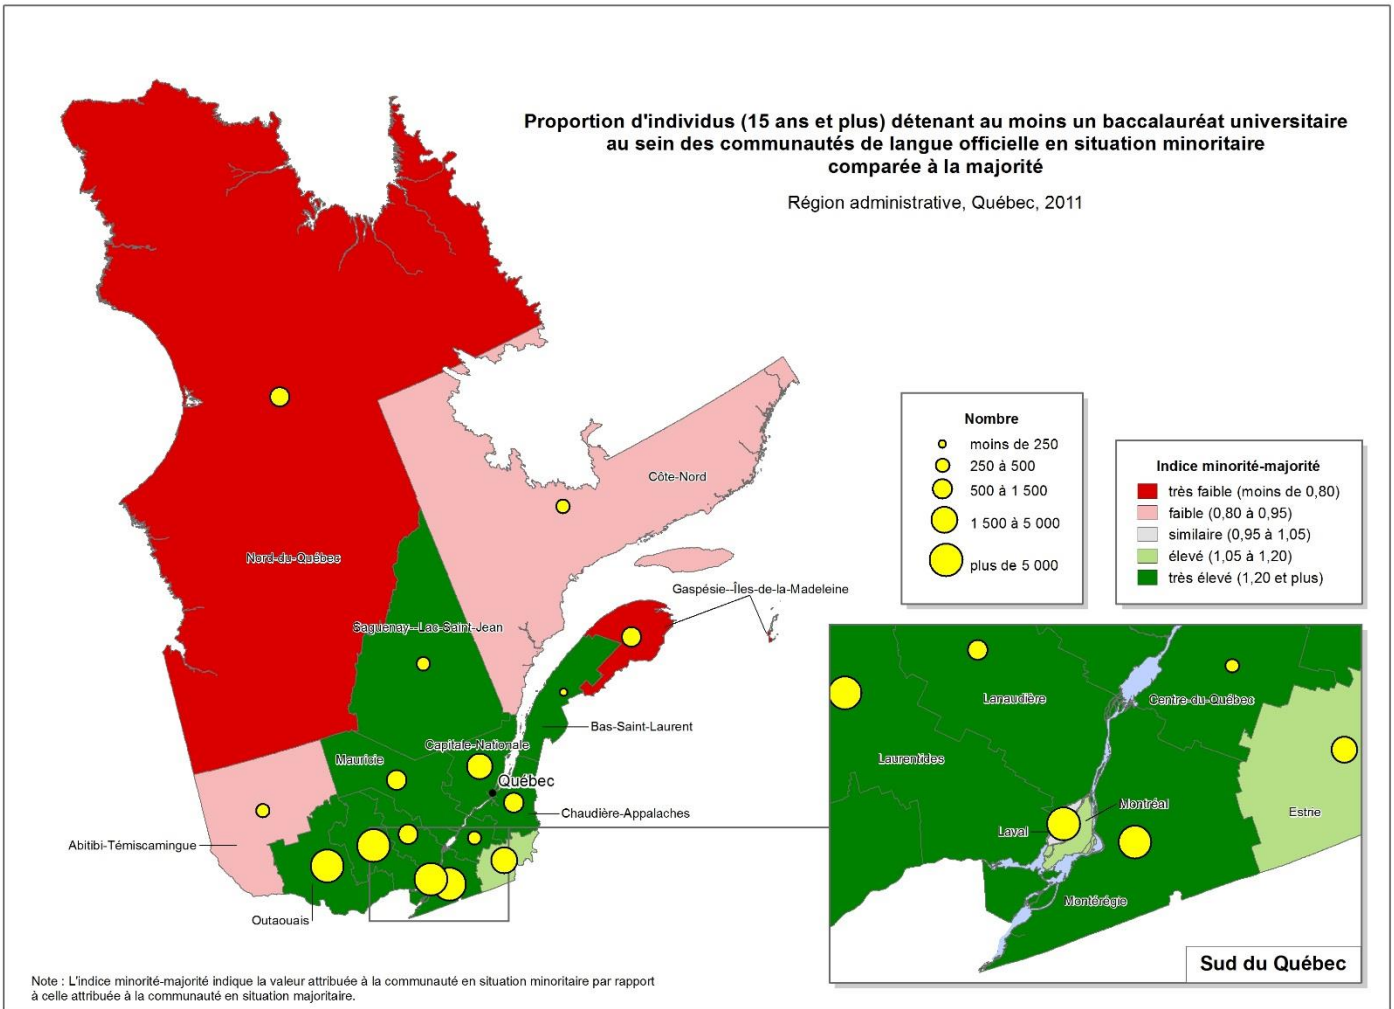 Proportion d'individus (15 ans et plus) détenant au moins un baccalauréat universitaire
au sein des communautés de langue officielle en situation minoritaire
comparée à la majorité
Région administrative, Québec, 2011
Nombre
moins de 250
250 à 500
500 à 1 500
1 500 à 5 000
plus de 5 000
Indice minorité-majorité
très faible (moins de 0,80)
faible (0,80 à 0,95)
similaire (0,95 à 1,05)
élevé (1,05 à 1,20)
très élevé (1,20 et plus)
Côte-Nord
Nord-du-Québec
Gaspésie--Îles-de-la-Madeleine
Saguenay--Lac-Saint-Jean
Bas-Saint-Laurent
Capitale-Nationale
Mauricie
Québec
Chaudière-Appalaches
Abitibi-Témiscamingue
Outaouais
Lanaudière
Centre-du-Québec
Laurentides
Montréal
Laval
Estrie
Montérégie
Sud du Québec
Note : L'indice minorité-majorité indique la valeur attribuée à la communauté en situation minoritaire par rapport
à celle attribuée à la communauté en situation majoritaire.